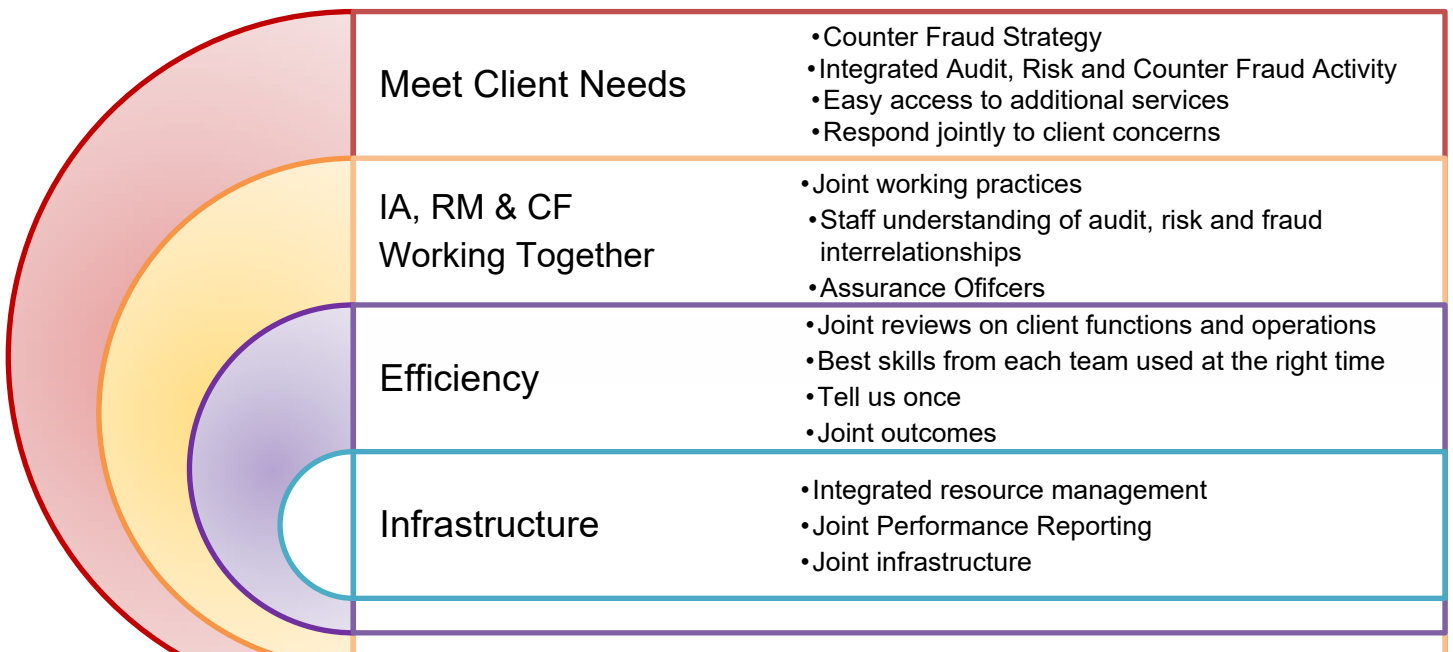 Meet Client Needs
•Counter Fraud Strategy
•Integrated Audit, Risk and Counter Fraud Activity
•Easy access to additional services
•Respond jointly to client concerns
IA, RM & CF
Working Together
•Joint working practices
•Staff understanding of audit, risk and fraud
interrelationships
•Assurance Ofifcers
Efficiency
•Joint reviews on client functions and operations
•Best skills from each team used at the right time
•Tell us once
•Joint outcomes
Infrastructure
•Integrated resource management
•Joint Performance Reporting
•Joint infrastructure